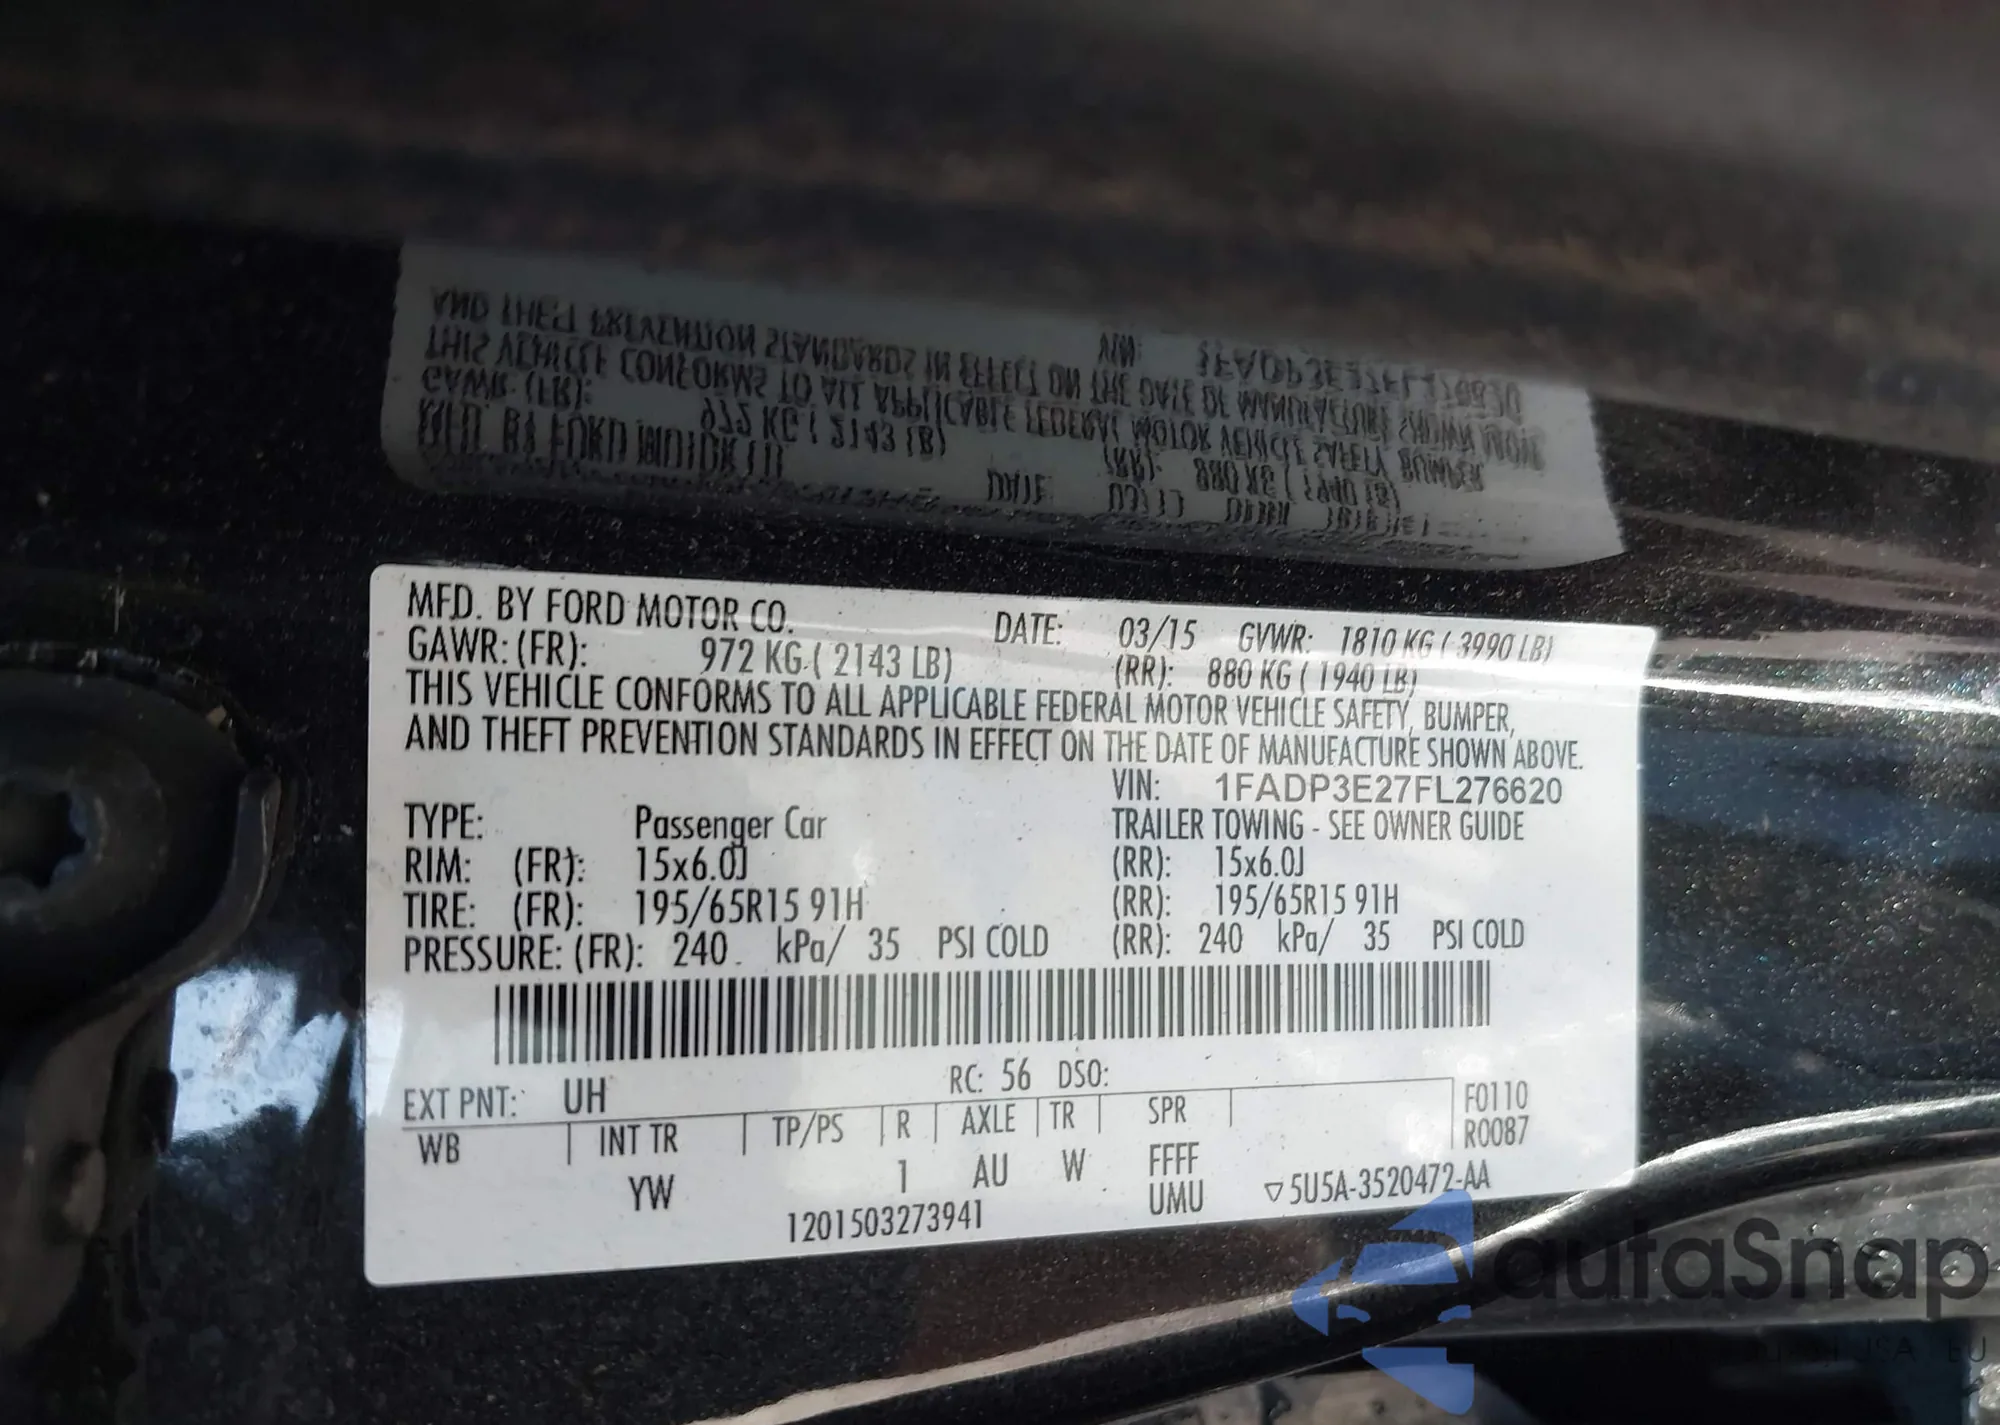 MFD. BY FORD MOTOR CO. DATE: 03/15 GVWR: 1810 KG ( 3990 LB)
GAWR: (FR): 972 KG ( 2143 LB) (RR): 880 KG ( 1940 LB)
THIS VEHICLE CONFORMS TO ALL APPLICABLE FEDERAL MOTOR VEHICLE SAFETY, BUMPER,
AND THEFT PREVENTION STANDARDS IN EFFECT ON THE DATE OF MANUFACTURE SHOWN ABOVE.
VIN: 1FADP3E27FL276620
TYPE: Passenger Car TRAILER TOWING - SEE OWNER GUIDE
RIM: (FR): 15x6.0J (RR): 15x6.0J
TIRE: (FR): 195/65R15 91H (RR): 195/65R15 91H
PRESSURE: (FR): 240 kPa/ 35 PSI COLD (RR): 240 kPa/ 35 PSI COLD
EXT PNT: UH RC: 56 DSO:
WB INT TR TP/PS R AXLE TR SPR F0110
R0087
YW 1 AU W FFFF
UMU
1201503273941 ▽5U5A-3520472-AA
autaSnap